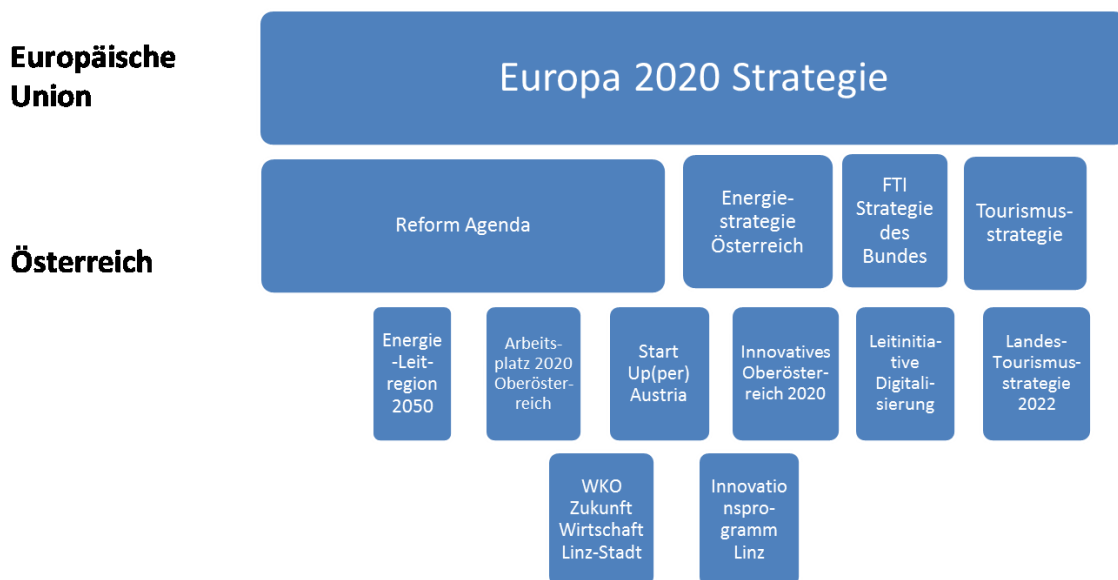 Europäische
Union
Europa 2020 Strategie
Österreich
Reform Agenda
Energie-
strategie
Österreich
FTI
Strategie
des
Bundes
Tourismus-
strategie
Energie
-Leit-
region
2050
Arbeits-
platz 2020
Oberöster-
reich
Start
Up(per)
Austria
Innovatives
Oberöster-
reich 2020
Leitinitia-
tive
Digitali-
sierung
Landes-
Tourismus-
strategie
2022
WKO
Zukunft
Wirtschaft
Linz-Stadt
Innovatio
nspro-
gramm
Linz